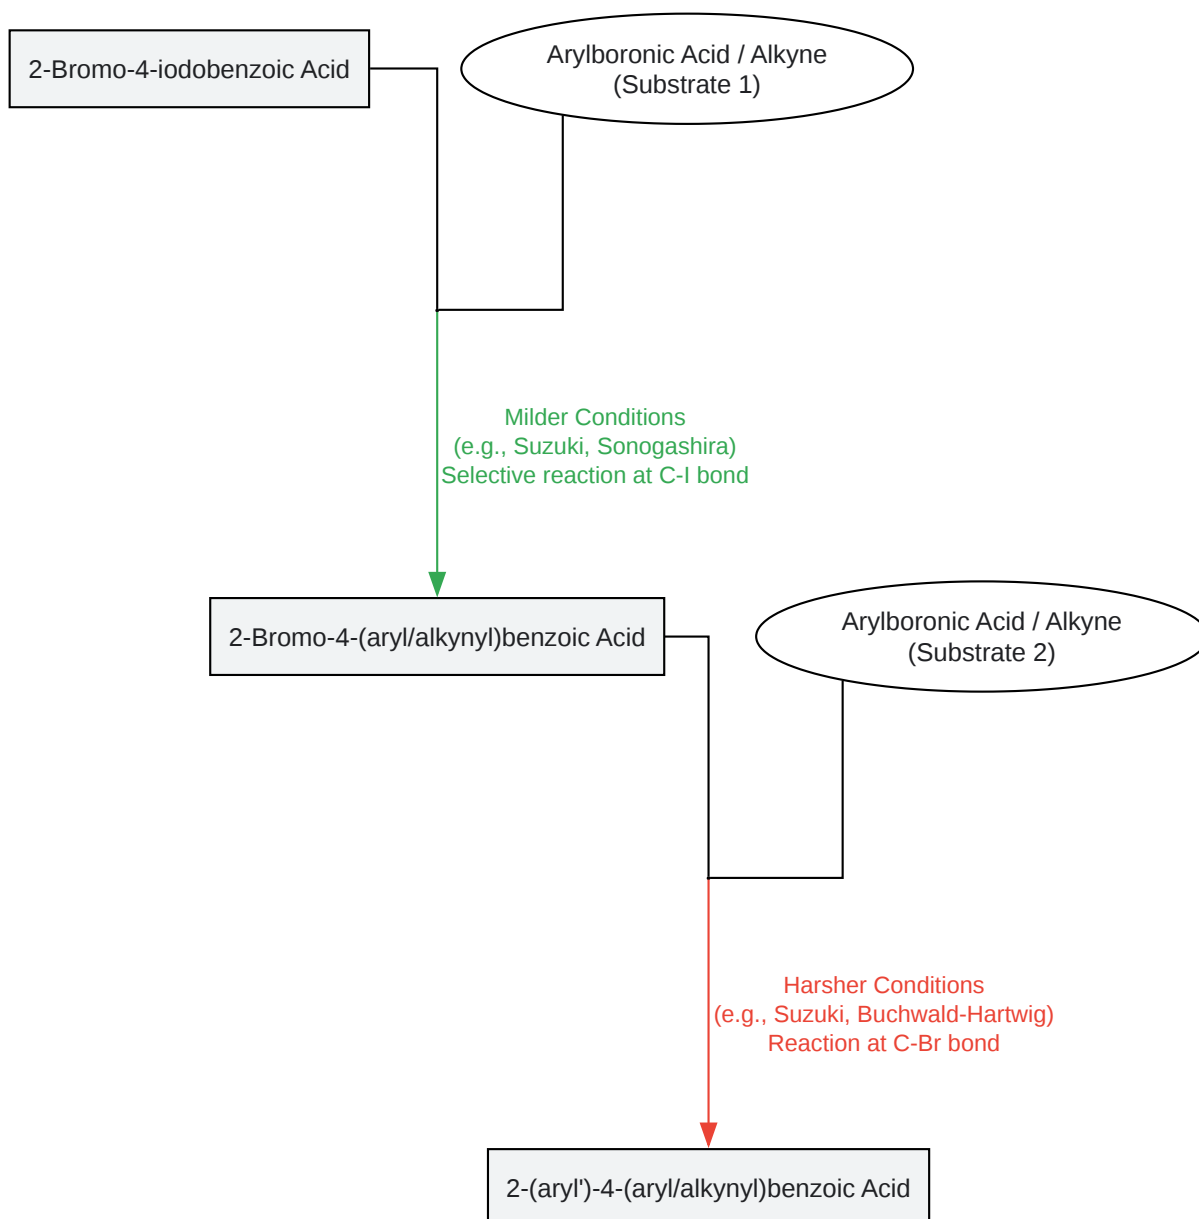 2-Bromo-4-iodobenzoic Acid
Arylboronic Acid / Alkyne
(Substrate 1)
Milder Conditions
(e.g., Suzuki, Sonogashira)
Selective reaction at C-I bond
2-Bromo-4-(aryl/alkynyl)benzoic Acid
Arylboronic Acid / Alkyne
(Substrate 2)
Harsher Conditions
(e.g., Suzuki, Buchwald-Hartwig)
Reaction at C-Br bond
2-(aryl')-4-(aryl/alkynyl)benzoic Acid